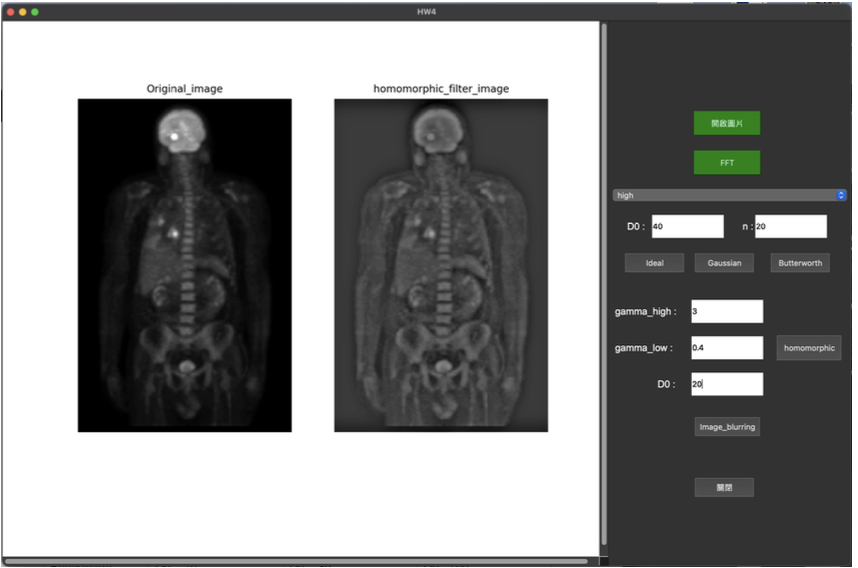 HW4
Original_image
homomorphic_filter_image
開啟圖片
FFT
high
D0 : 40 n : 20
Ideal Gaussian Butterworth
gamma_high : 3
gamma_low : 0.4 homomorphic
D0 : 20
Image_blurring
關閉